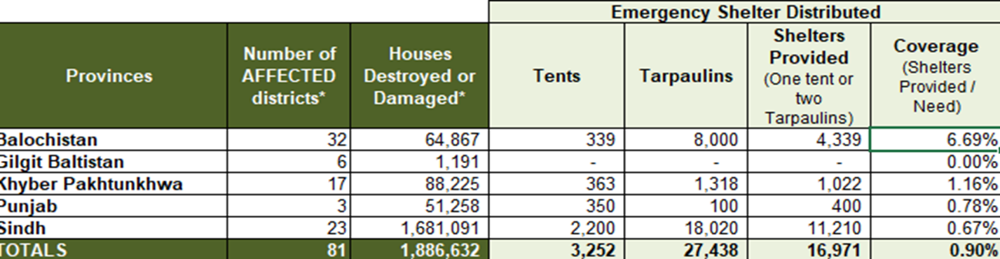 Emergency Shelter Distributed
Provinces
Number of
AFFECTED
districts*
Houses
Destroyed or
Damaged*
Tents
Tarpaulins
Shelters
Provided
(One tent or
two
Tarpaulins)
Coverage
(Shelters
Provided /
Need)
Balochistan 32 64,867 339 8,000 4,339 6.69%
Gilgit Baltistan 6 1,191 - - - 0.00%
Khyber Pakhtunkhwa 17 88,225 363 1,318 1,022 1.16%
Punjab 3 51,258 350 100 400 0.78%
Sindh 23 1,681,091 2,200 18,020 11,210 0.67%
TOTALS 81 1,886,632 3,252 27,438 16,971 0.90%